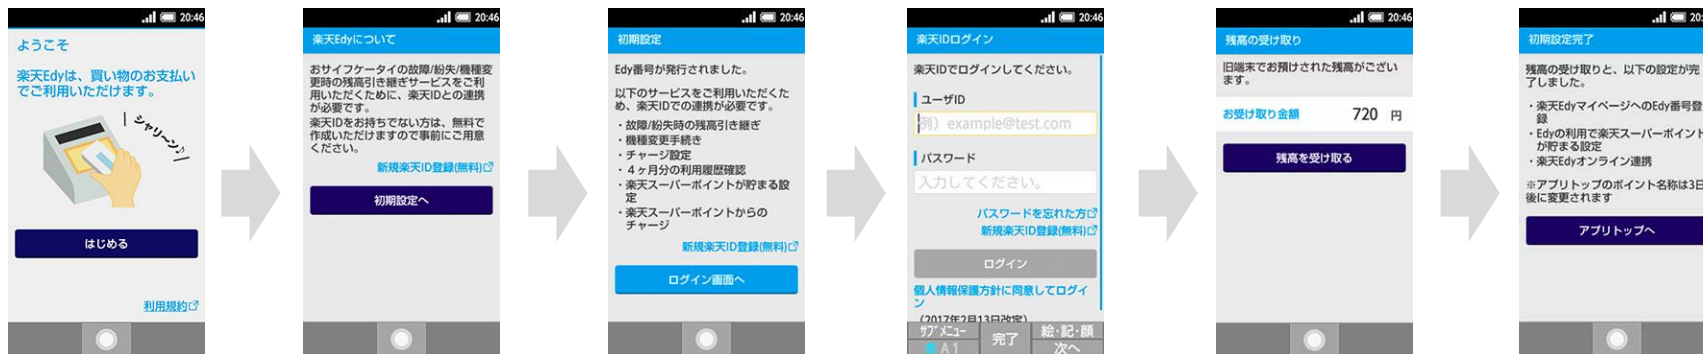 20:46
ようこそ
楽天Edyは、買い物のお支払い
でご利用いただけます。
シャリーン♪
はじめる
利用規約
20:46
楽天Edyについて
おサイフケータイの故障/紛失/機種変
更時の残高引き継ぎサービスをご利
用いただくために、楽天IDとの連携
が必要です。
楽天IDをお持ちでない方は、無料で
作成いただけますので事前にご用意
ください。
新規楽天ID登録(無料)
初期設定へ
20:46
初期設定
Edy番号が発行されました。
以下のサービスをご利用いただくた
め、楽天IDでの連携が必要です。
・故障/紛失時の残高引き継ぎ
・機種変更手続き
・チャージ設定
・4ヶ月分の利用履歴確認
・楽天スーパーポイントが貯まる設
定
・楽天スーパーポイントからの
チャージ
新規楽天ID登録(無料)
ログイン画面へ
20:46
楽天IDログイン
楽天IDでログインしてください。
ユーザID
例）example@test.com
パスワード
入力してください。
パスワードを忘れた方
新規楽天ID登録(無料)
ログイン
個人情報保護方針に同意してログイ
ン
(2017年2月13日改定)
ｻﾌﾞﾒﾆｭｰ
完了
絵・記・顔
あA1
次へ
20:46
残高の受け取り
旧端末でお預けされた残高がござい
ます。
お受け取り金額 720 円
残高を受け取る
20:
初期設定完了
残高の受け取りと、以下の設定が完
了しました。
・楽天EdyマイページへのEdy番号登
録
・Edyの利用で楽天スーパーポイント
が貯まる設定
・楽天Edyオンライン連携
※アプリトップのポイント名称は3日
後に変更されます
アプリトップへ